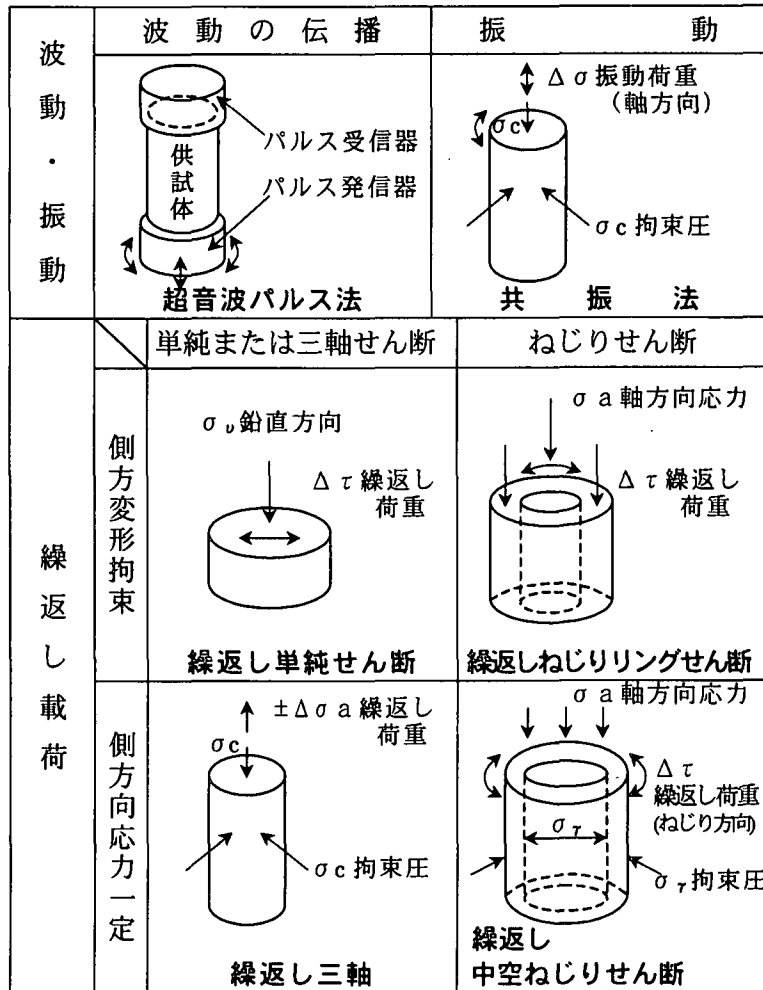 波動・振動
波動の伝播
振動
パルス受信器
供試体
パルス発信器
超音波パルス法
Δσ振動荷重
(軸方向)
σc
σc拘束圧
共振法
繰返し載荷
単純または三軸せん断
ねじりせん断
側方変形拘束
συ鉛直方向
Δτ繰返し
荷重
繰返し単純せん断
σa軸方向応力
Δτ繰返し
荷重
繰返しねじりリングせん断
側方向応力一定
±Δσa繰返し
荷重
σc
σc拘束圧
繰返し三軸
σa軸方向応力
Δτ
繰返し荷重
(ねじり方向)
σr
σr拘束圧
繰返し
中空ねじりせん断